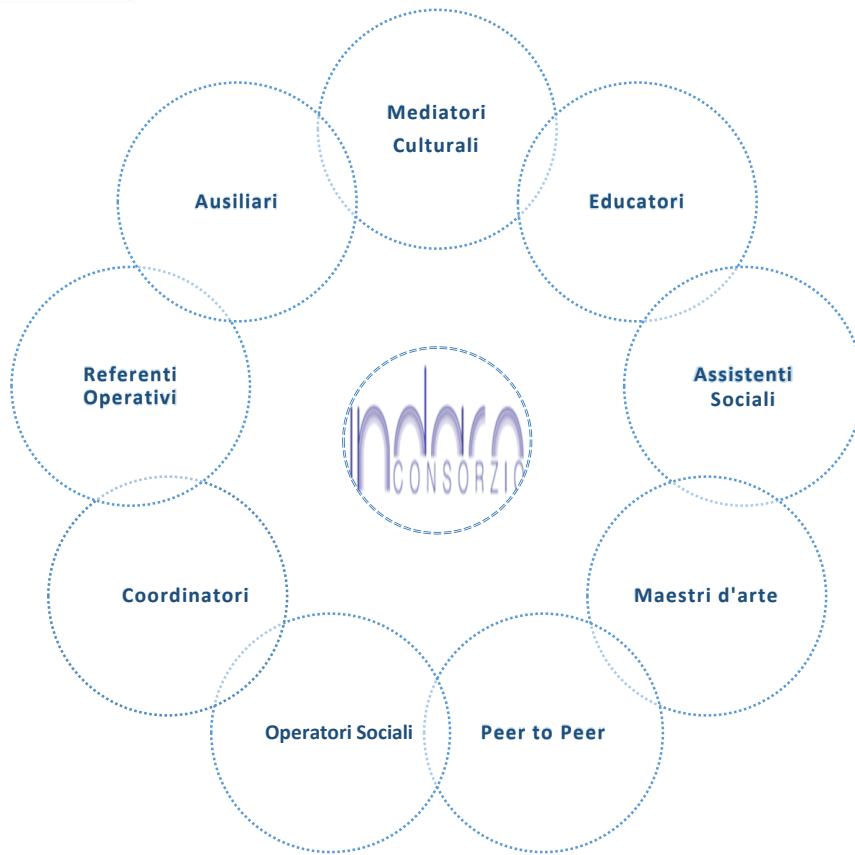 Mediatori
Culturali
Ausiliari
Educatori
Referenti
Operativi
Assistenti
Sociali
CONSORZIO
Coordinatori
Maestri d'arte
Operatori Sociali
Peer to Peer